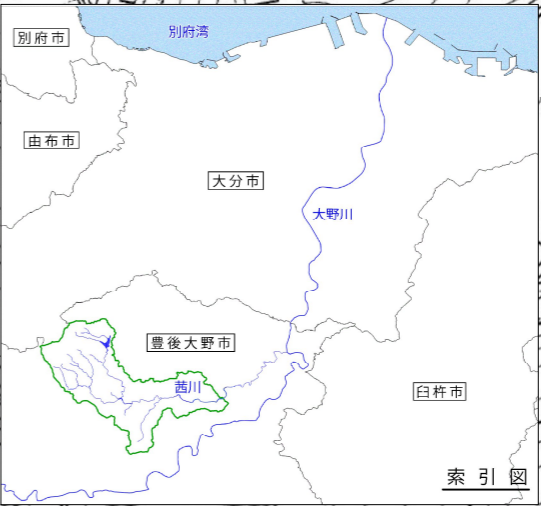 別府市
別府湾
由布市
大分市
大野川
豊後大野市
茜川
臼杵市
索引図